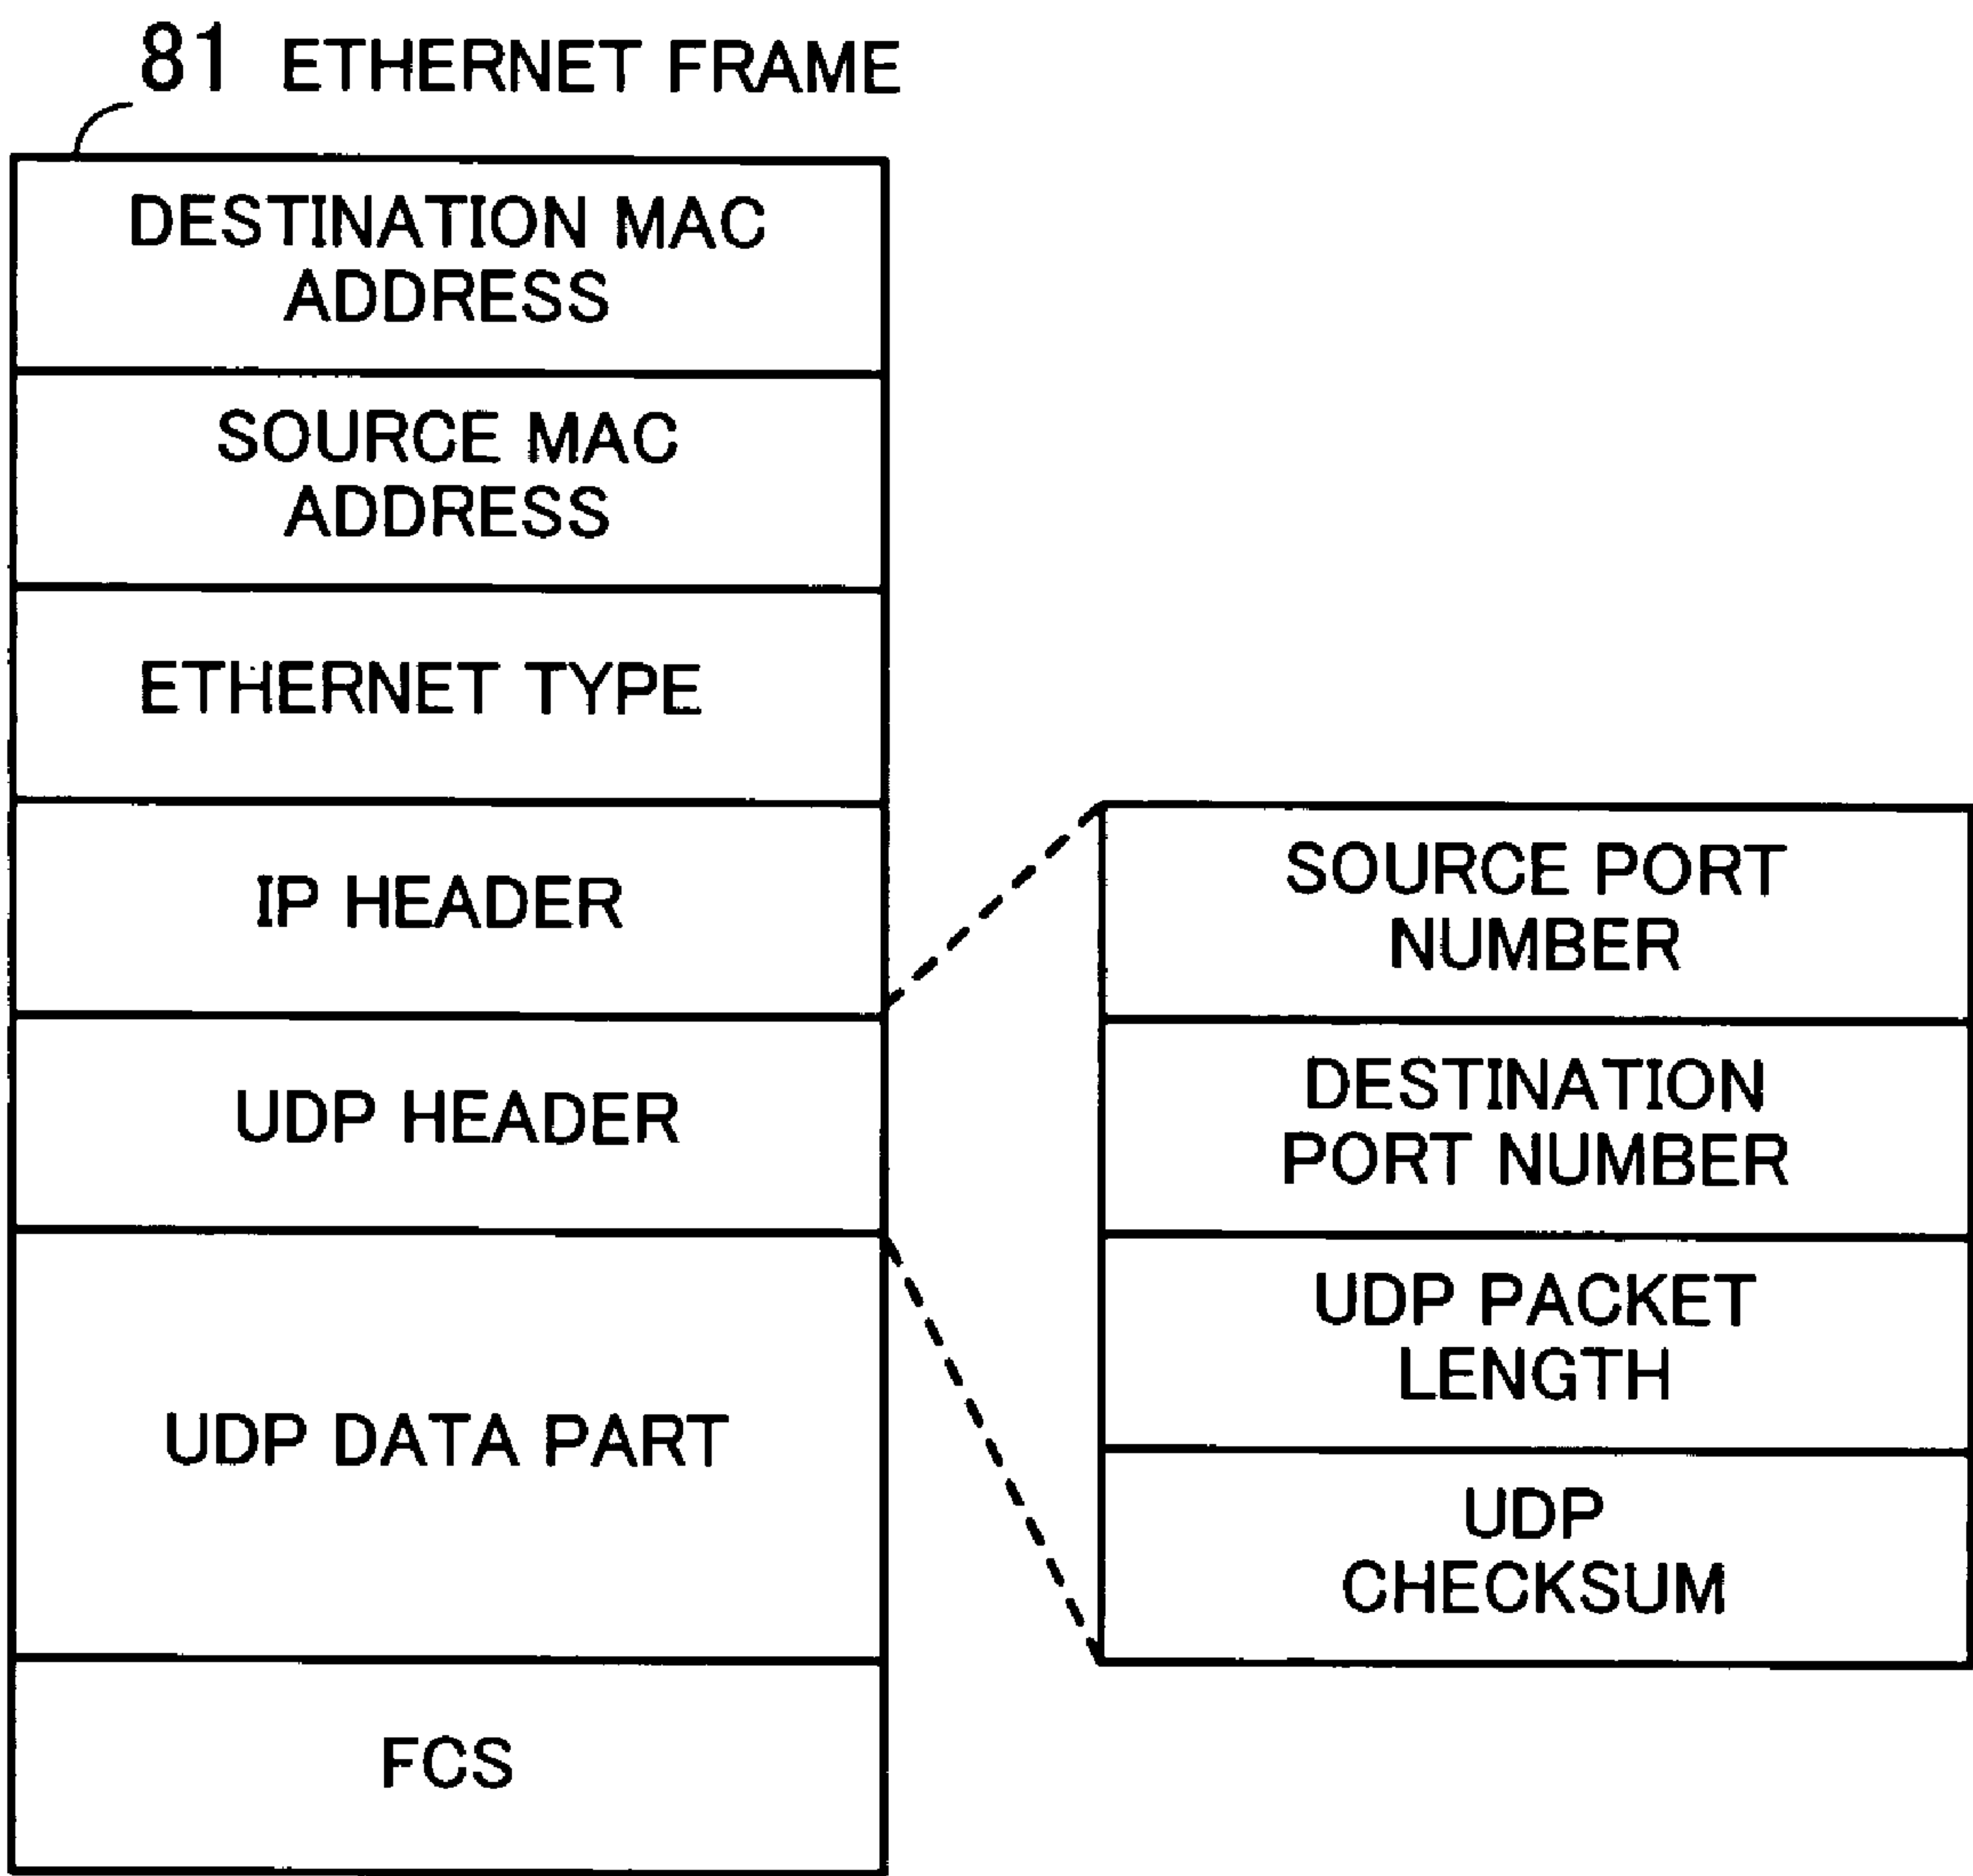 81 ETHERNET FRAME
DESTINATION MAC
ADDRESS
SOURCE MAC
ADDRESS
ETHERNET TYPE
IP HEADER
UDP HEADER
UDP DATA PART
FCS
SOURCE PORT
NUMBER
DESTINATION
PORT NUMBER
UDP PACKET
LENGTH
UDP
CHECKSUM